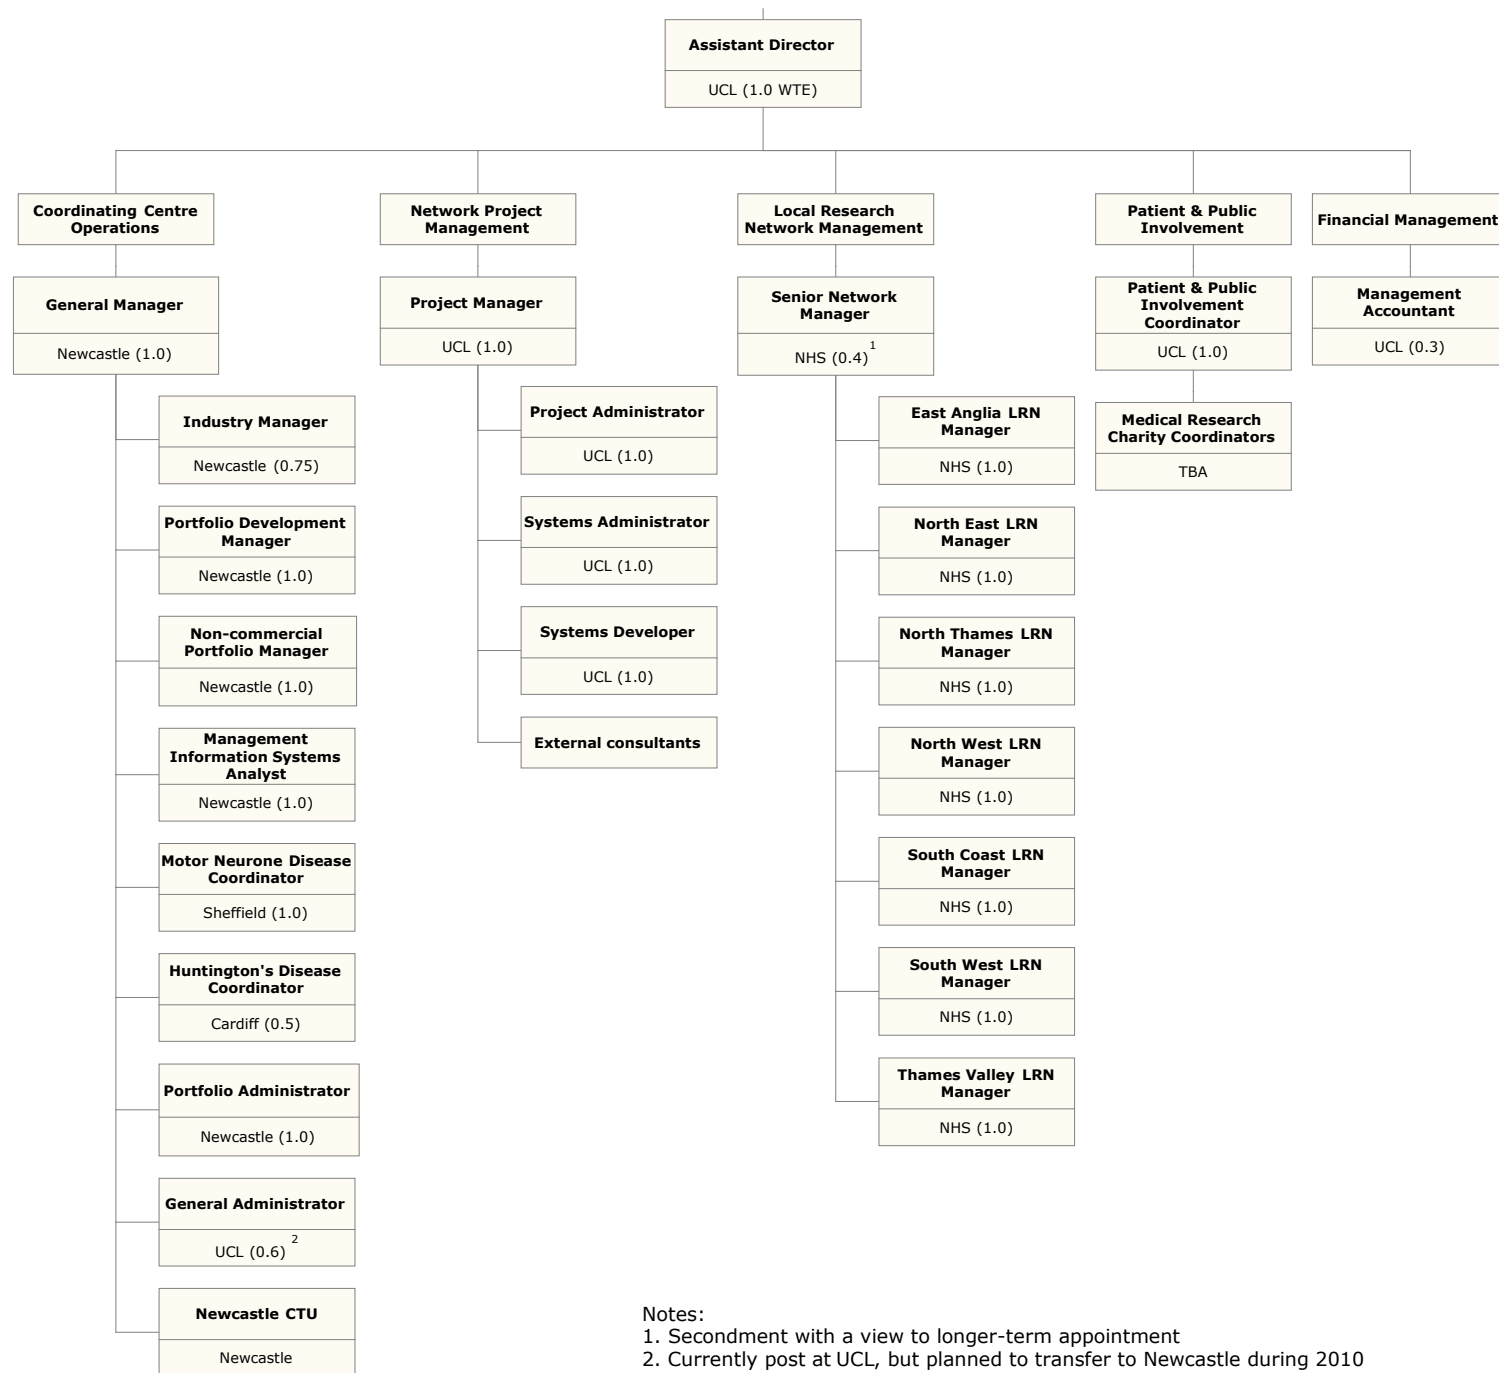 Assistant Director
UCL (1.0 WTE)
Coordinating Centre
Operations
General Manager
Newcastle (1.0)
Industry Manager
Newcastle (0.75)
Portfolio Development
Manager
Newcastle (1.0)
Non-commercial
Portfolio Manager
Newcastle (1.0)
Management
Information Systems
Analyst
Newcastle (1.0)
Motor Neurone Disease
Coordinator
Sheffield (1.0)
Huntington's Disease
Coordinator
Cardiff (0.5)
Portfolio Administrator
Newcastle (1.0)
General Administrator
UCL (0.6) 2
Newcastle CTU
Newcastle
Network Project
Management
Project Manager
UCL (1.0)
Project Administrator
UCL (1.0)
Systems Administrator
UCL (1.0)
Systems Developer
UCL (1.0)
External consultants
Local Research
Network Management
Senior Network
Manager
NHS (0.4) 1
East Anglia LRN
Manager
NHS (1.0)
North East LRN
Manager
NHS (1.0)
North Thames LRN
Manager
NHS (1.0)
North West LRN
Manager
NHS (1.0)
South Coast LRN
Manager
NHS (1.0)
South West LRN
Manager
NHS (1.0)
Thames Valley LRN
Manager
NHS (1.0)
Patient & Public
Involvement
Patient & Public
Involvement
Coordinator
UCL (1.0)
Medical Research
Charity Coordinators
TBA
Financial Management
Management
Accountant
UCL (0.3)
Notes:
1. Secondment with a view to longer-term appointment
2. Currently post at UCL, but planned to transfer to Newcastle during 2010